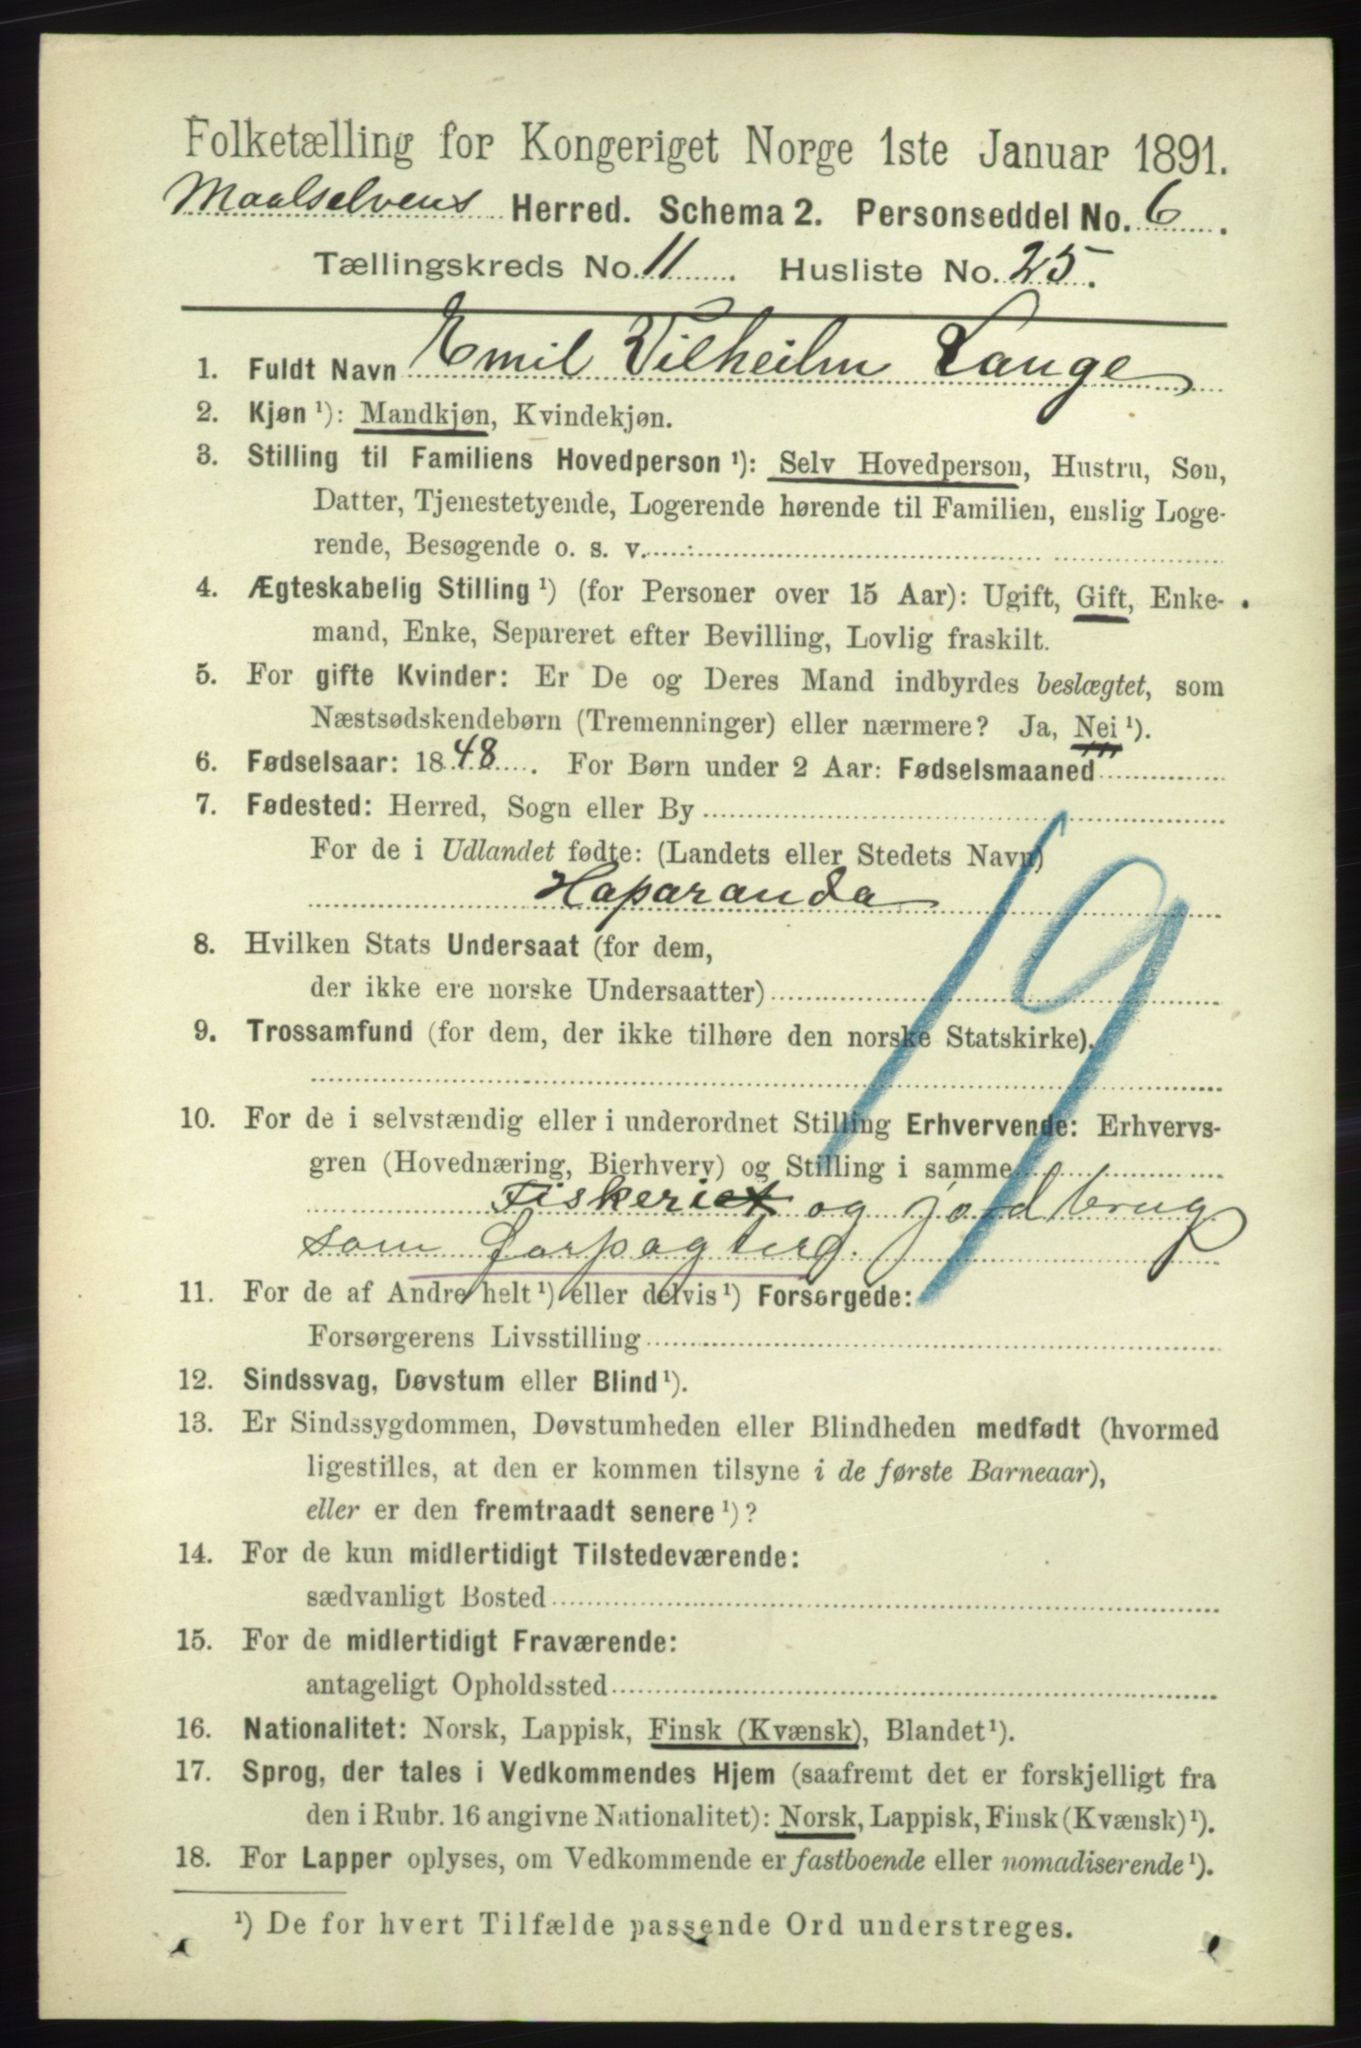 Folketælling for Kongeriget Norge 1ste Januar 1891.
Maalselvens Herred. Schema 2. Personseddel No. 6.
Tællingskreds No. 11. Husliste No. 25.
1. Fuldt Navn Emil Vilheilm Lange
2. Kjøn ¹): Mandkjøn, Kvindekjøn.
3. Stilling til Familiens Hovedperson ¹): Selv Hovedperson, Hustru, Søn,
Datter, Tjenestetyende, Logerende hørende til Familien, enslig Loge-
rende, Besøgende o. s. v.
4. Ægteskabelig Stilling ¹) (for Personer over 15 Aar): Ugift, Gift, Enke-
mand, Enke, Separeret efter Bevilling, Lovlig fraskilt.
5. For gifte Kvinder: Er De og Deres Mand indbyrdes beslægtet, som
Næstsødskendebørn (Tremenninger) eller nærmere? Ja, Nei ¹).
6. Fødselsaar: 1848. For Børn under 2 Aar: Fødselsmaaned
7. Fødested: Herred, Sogn eller By
For de i Udlandet fødte: (Landets eller Stedets Navn)
Haparanda
19
8. Hvilken Stats Undersaat (for dem,
der ikke ere norske Undersaatter)
9. Trossamfund (for dem, der ikke tilhøre den norske Statskirke).
10. For de i selvstændig eller i underordnet Stilling Erhvervende: Erhvervs-
gren (Hovednæring, Bierhverv) og Stilling i samme
Fiskeriet og jordbrug
som
11. For de af Andre helt ¹) eller delvis ¹) Forsørgede:
Forsørgerens Livsstilling
12. Sindssvag, Døvstum eller Blind ¹).
13. Er Sindssygdommen, Døvstumheden eller Blindheden medfødt (hvormed
ligestilles, at den er kommen tilsyne i de første Barneaar),
eller er den fremtraadt senere ¹)?
14. For de kun midlertidigt Tilstedeværende:
sædvanligt Bosted
15. For de midlertidigt Fraværende:
antageligt Opholdssted
16. Nationalitet: Norsk, Lappisk, Finsk (Kvænsk), Blandet ¹).
17. Sprog, der tales i Vedkommendes Hjem (saafremt det er forskjelligt fra
den i Rubr. 16 angivne Nationalitet): Norsk, Lappisk, Finsk (Kvænsk) ¹).
18. For Lapper oplyses, om Vedkommende er fastboende eller nomadiserende ¹).
¹) De for hvert Tilfælde passende Ord understreges.